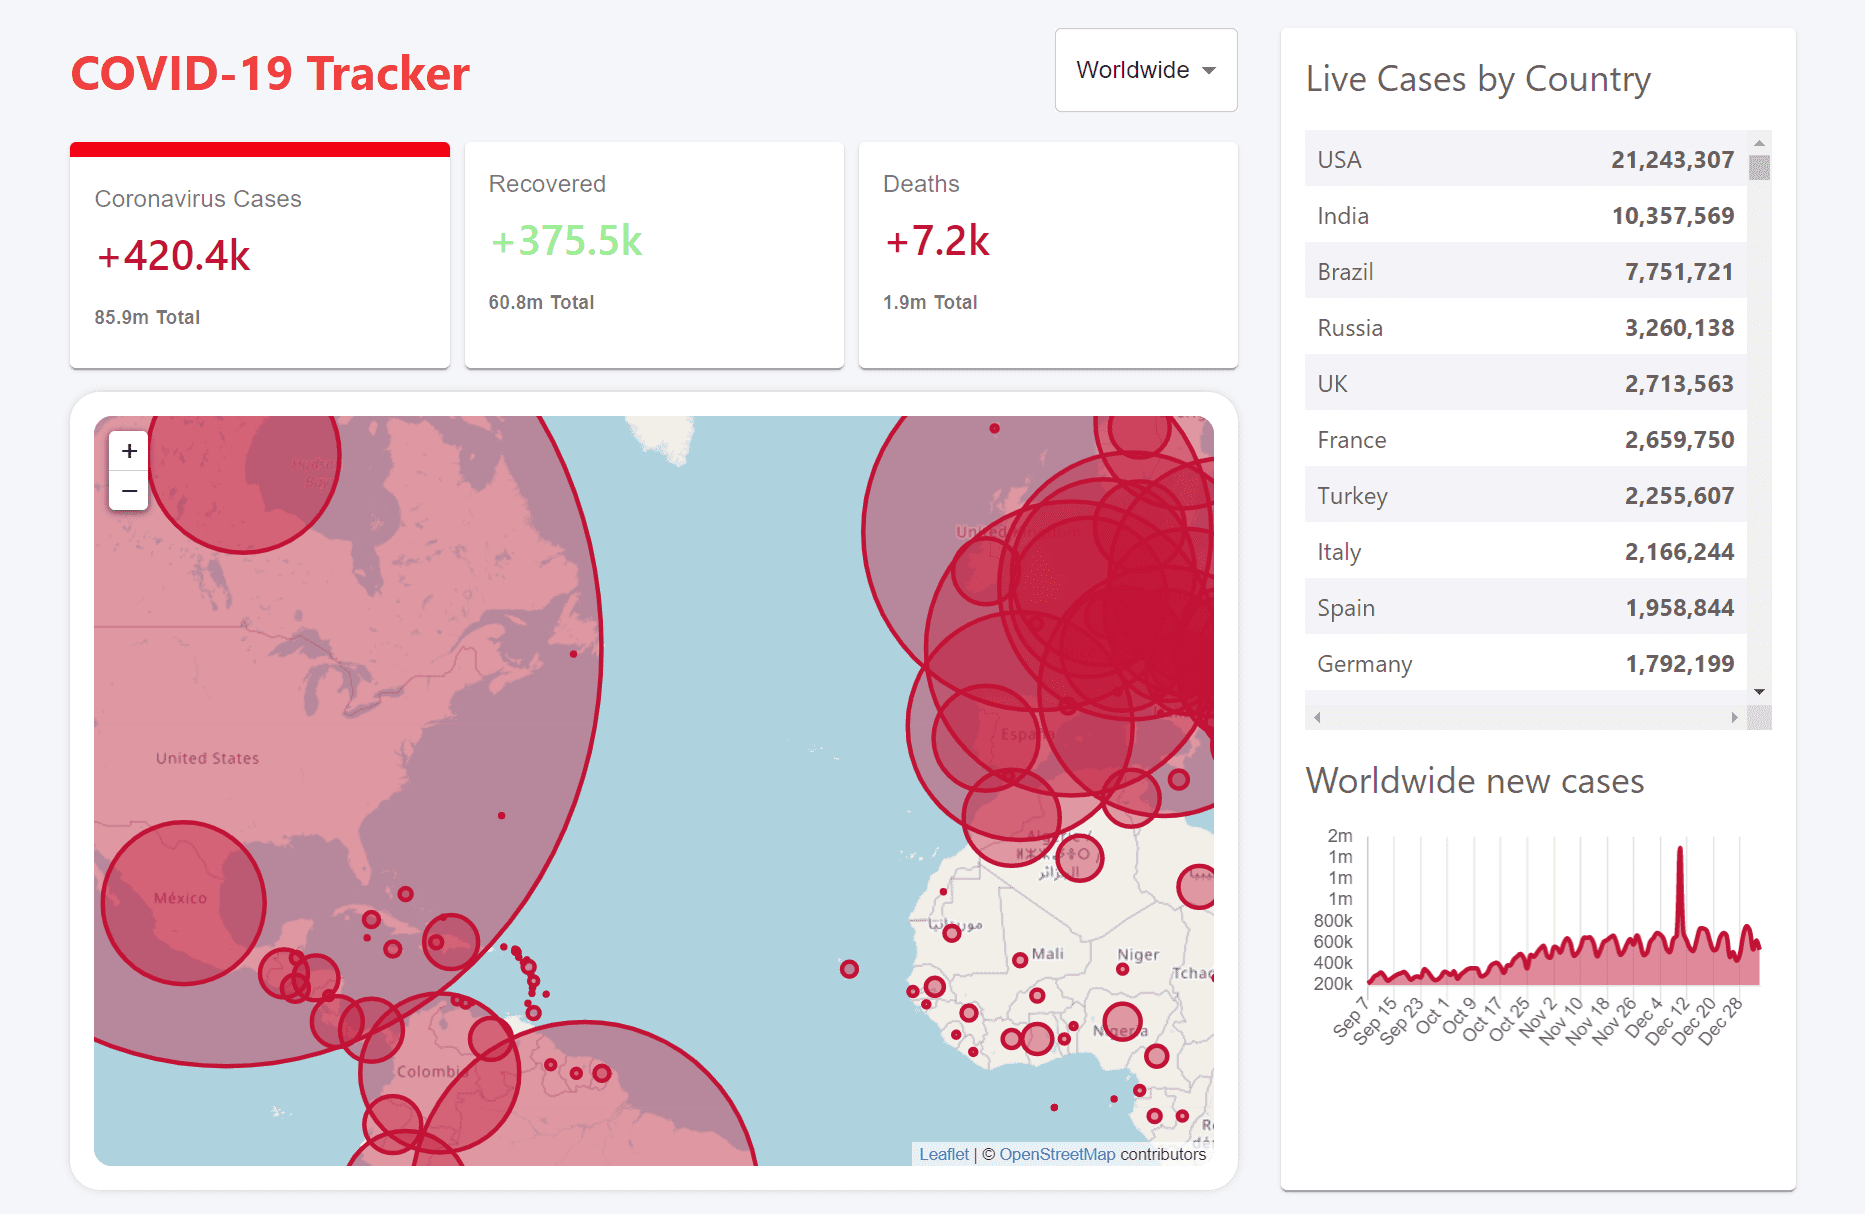 COVID-19 Tracker
Worldwide
Coronavirus Cases
+420.4k
85.9m Total
Recovered
+375.5k
60.8m Total
Deaths
+7.2k
1.9m Total
+
−
Hudson
Bay
United States
México
Colombia
España
موريتانيا
Mali
Niger
Nigeria
Leaflet | © OpenStreetMap contributors
Live Cases by Country
USA 21,243,307
India 10,357,569
Brazil 7,751,721
Russia 3,260,138
UK 2,713,563
France 2,659,750
Turkey 2,255,607
Italy 2,166,244
Spain 1,958,844
Germany 1,792,199
Worldwide new cases
2m
1m
1m
1m
800k
600k
400k
200k
Sep 7
Sep 15
Sep 23
Oct 1
Oct 9
Oct 17
Oct 25
Nov 2
Nov 10
Nov 18
Nov 26
Dec 4
Dec 12
Dec 20
Dec 28